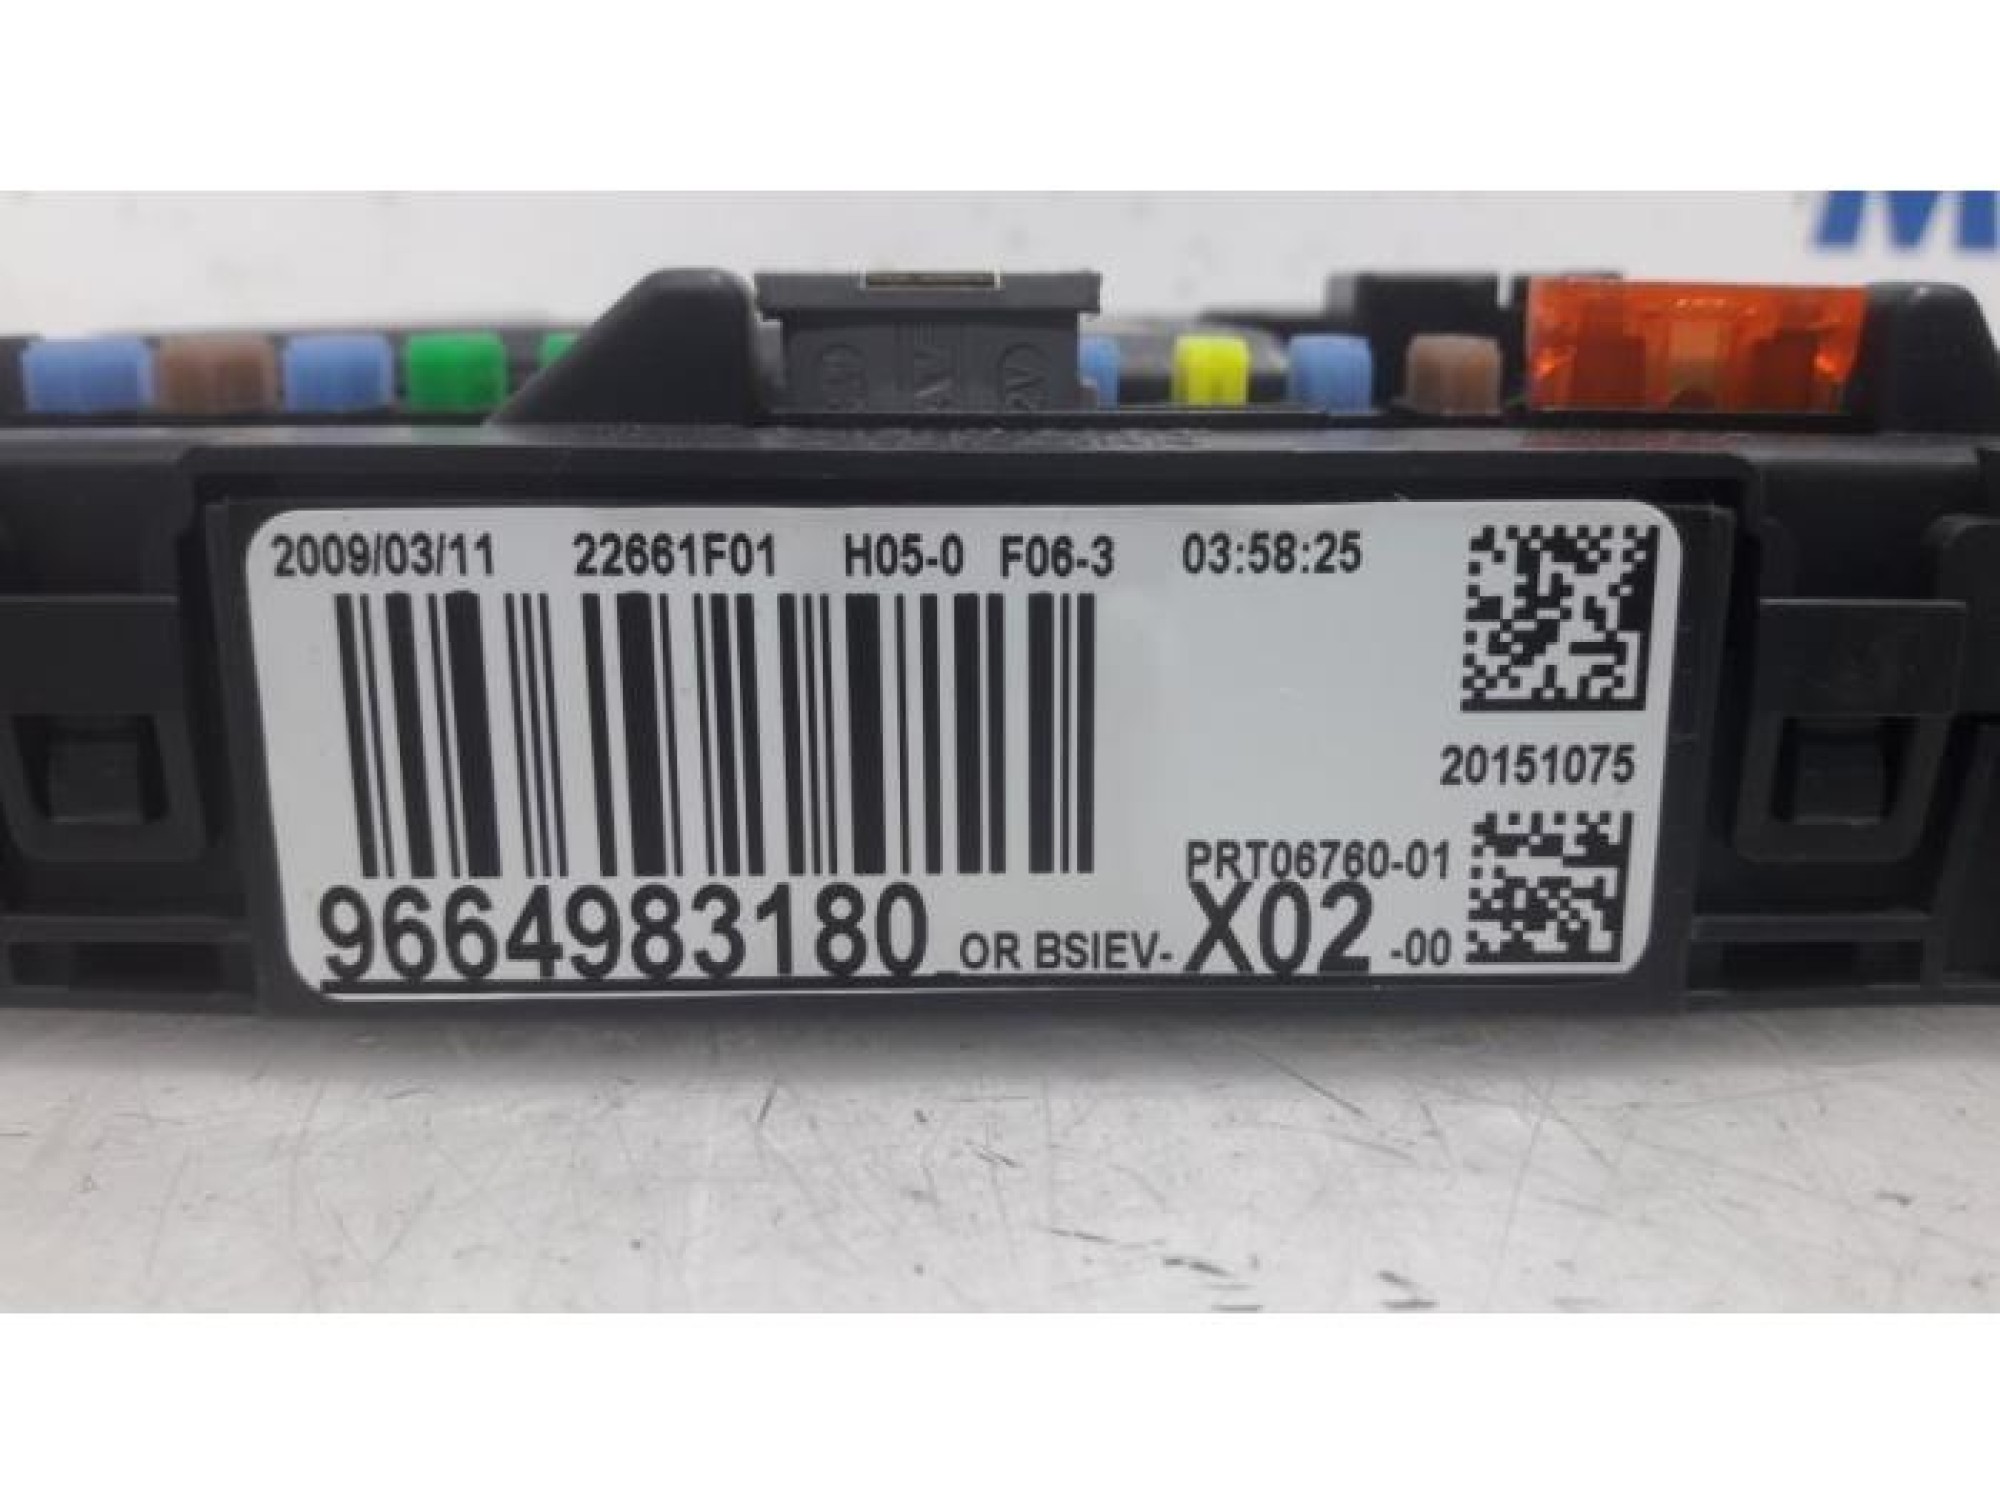 2009/03/11 22661F01 H05-0 F06-3 03:58:25
20151075
PRT06760-01
9664983180 OR BSIEV-X02-00